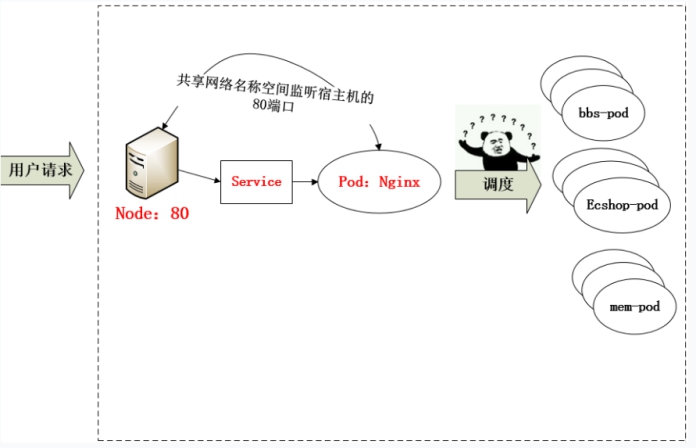 共享网络名称空间监听宿主机的
80端口
用户请求
Node：80
Service
Pod：Nginx
? ? ? ? ? ? ? ? ?
调度
bbs-pod
Ecshop-pod
mem-pod